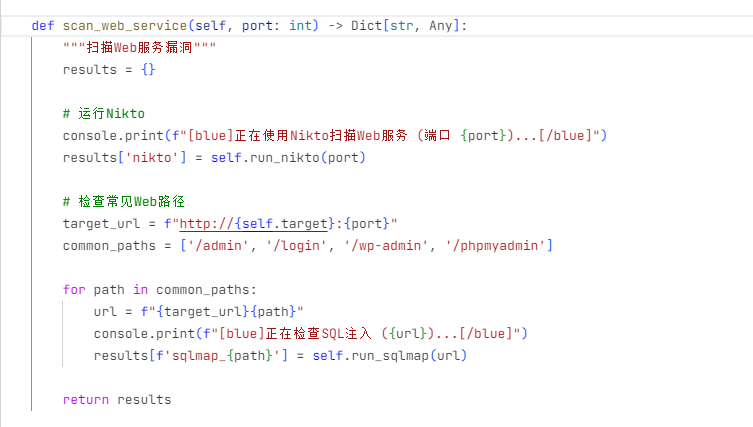 def scan_web_service(self, port: int) -> Dict[str, Any]:
"""扫描Web服务漏洞"""
results = {}
# 运行Nikto
console.print(f"[blue]正在使用Nikto扫描Web服务 (端口 {port})...[/blue]")
results['nikto'] = self.run_nikto(port)
# 检查常见Web路径
target_url = f"http://{self.target}:{port}"
common_paths = ['/admin', '/login', '/wp-admin', '/phpmyadmin']
for path in common_paths:
url = f"{target_url}{path}"
console.print(f"[blue]正在检查SQL注入 ({url})...[/blue]")
results[f'sqlmap_{path}'] = self.run_sqlmap(url)
return results